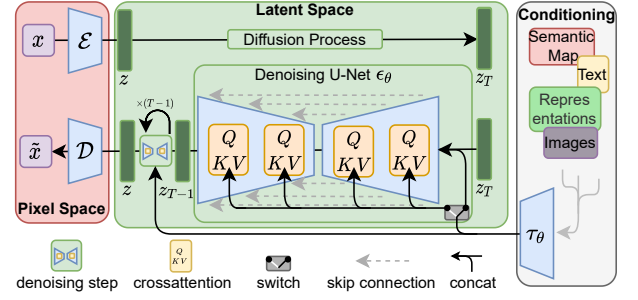 Latent Space
Conditioning
x
ℰ
z
Diffusion Process
z_T
Semantic
Map
Text
Repres
entations
Images
Denoising U-Net ϵ_θ
×(T−1)
Q
KV
Q
KV
Q
KV
Q
KV
x̃
𝒟
z
z_{T−1}
z_T
Pixel Space
τ_θ
Q
KV
denoising step
crossattention
switch
skip connection
concat